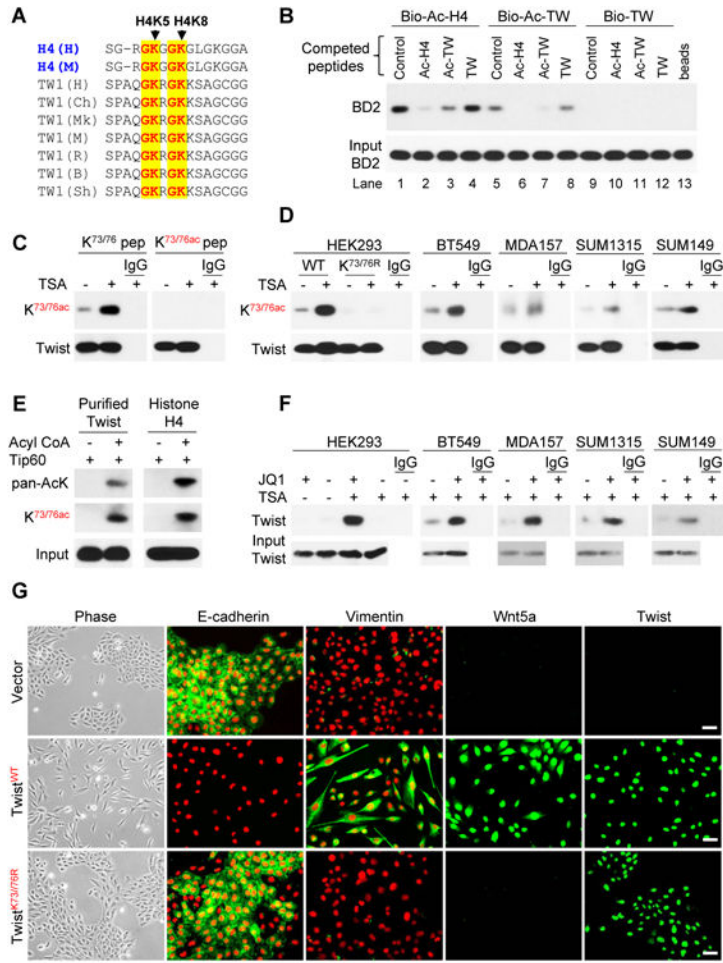 A
H4K5 H4K8
H4 (H) SG-RGKGGKGLGKGGA
H4 (M) SG-RGKGGKGLGKGGA
TW1(H) SPAQGKRGKKSAGCGG
TW1(Ch) SPAQGKRGKKSAGCGG
TW1(Mk) SPAQGKRGKKSAGCGG
TW1(M) SPAQGKRGKKSAGGGG
TW1(R) SPAQGKRGKKSAGGGG
TW1(B) SPAQGKRGKKSAGCGG
TW1(Sh) SPAQGKRGKKSAGCGG
B
Bio-Ac-H4 Bio-Ac-TW Bio-TW
Competed peptides
Control Ac-H4 Ac-TW TW Control Ac-H4 Ac-TW TW Control Ac-H4 Ac-TW TW beads
BD2
Input BD2
Lane 1 2 3 4 5 6 7 8 9 10 11 12 13
C
K73/76 pep K73/76ac pep
IgG IgG
TSA - + + - + +
K73/76ac
Twist
D
HEK293 BT549 MDA157 SUM1315 SUM149
WT K73/76R IgG IgG IgG IgG IgG
TSA - + - + + - + + - + + - + + - + +
K73/76ac
Twist
E
Purified Twist Histone H4
Acyl CoA - + - +
Tip60 + + + +
pan-AcK
K73/76ac
Input
F
HEK293 BT549 MDA157 SUM1315 SUM149
IgG IgG IgG IgG IgG
JQ1 + - + - + - + + - + + - + + - + +
TSA - - + + + + + + + + + + + + + + +
Twist
Input Twist
G
Phase E-cadherin Vimentin Wnt5a Twist
Vector
TwistWT
TwistK73//76R